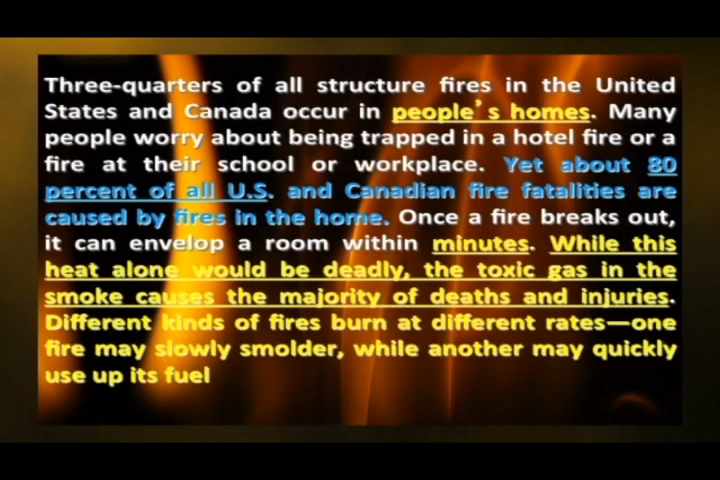 Three-quarters of all structure fires in the United
States and Canada occur in people's homes. Many
people worry about being trapped in a hotel fire or a
fire at their school or workplace. Yet about 80
percent of all U.S. and Canadian fire fatalities are
caused by fires in the home. Once a fire breaks out,
it can envelop a room within minutes. While this
heat alone would be deadly, the toxic gas in the
smoke causes the majority of deaths and injuries.
Different kinds of fires burn at different rates—one
fire may slowly smolder, while another may quickly
use up its fuel